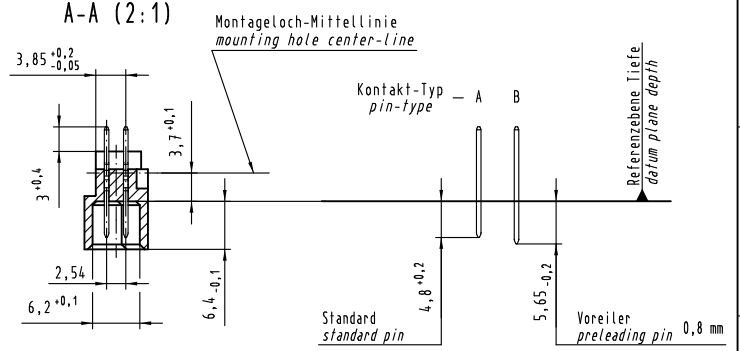 A-A (2:1)
Montageloch-Mittellinie
mounting hole center-line
3,85 +0,2 -0,05
3,7 +0,1
3 +0,4
2,54
6,2 +0,1
6,4 -0,1
Kontakt-Typ
pin-type
— A B
Referenzebene Tiefe
datum plane depth
4,8 +0,2
5,65 -0,2
Standard
standard pin
Voreiler
preleading pin 0,8 mm